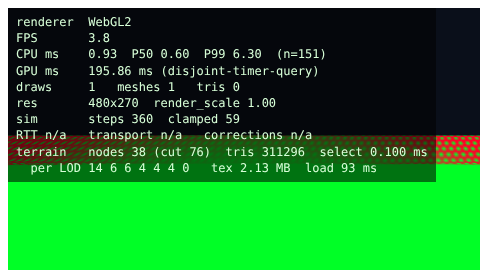 renderer  WebGL2
FPS       3.8
CPU ms    0.93  P50 0.60  P99 6.30  (n=151)
GPU ms    195.86 ms (disjoint-timer-query)
draws     1   meshes 1   tris 0
res       480x270  render_scale 1.00
sim       steps 360  clamped 59
RTT n/a   transport n/a   corrections n/a
terrain   nodes 38 (cut 76)  tris 311296  select 0.100 ms
  per LOD 14 6 6 4 4 4 0   tex 2.13 MB  load 93 ms